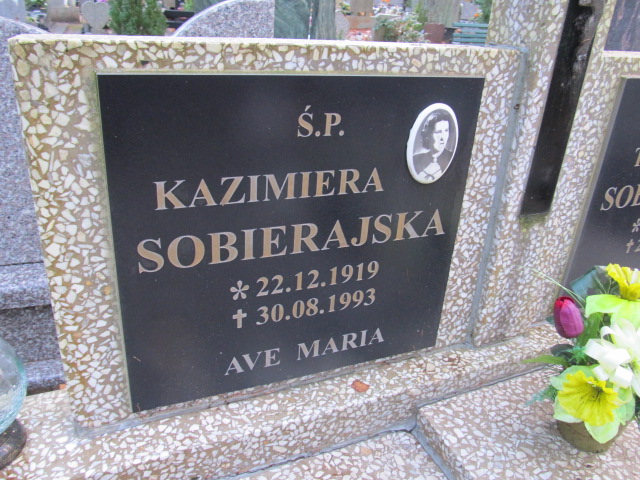 Ś.P.
KAZIMIERA
SOBIERAJSKA
* 22.12.1919
✝ 30.08.1993
AVE MARIA